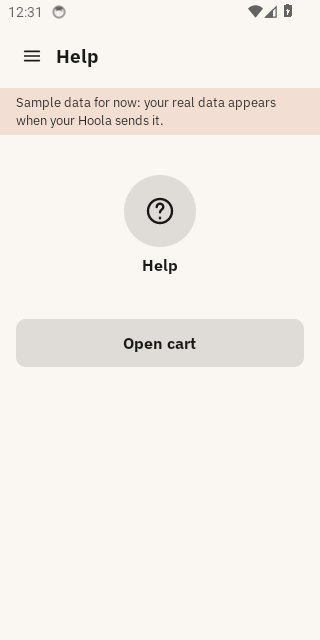 12:31
Help
Sample data for now: your real data appears
when your Hoola sends it.
Help
Open cart